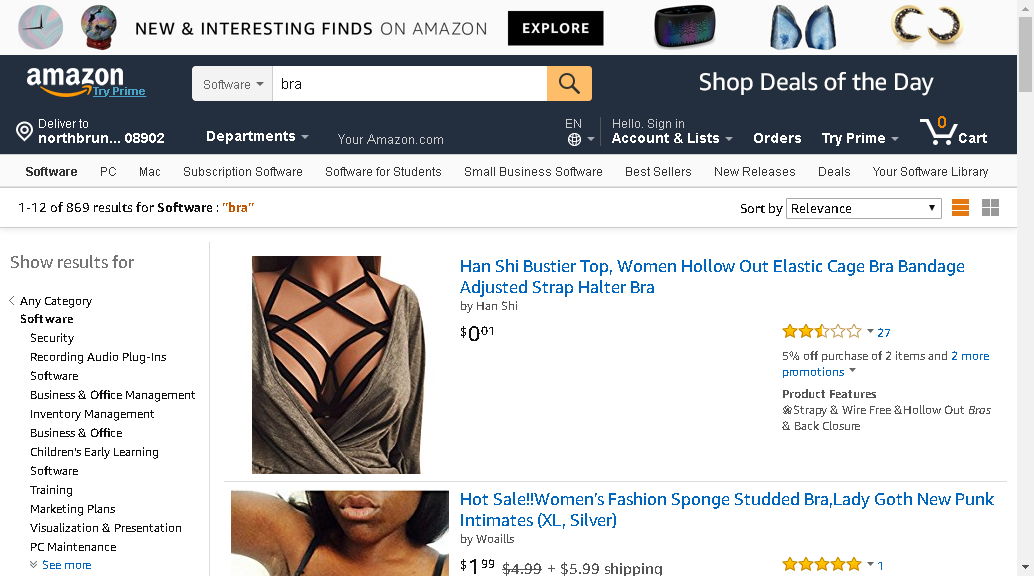 NEW & INTERESTING FINDS ON AMAZON EXPLORE
amazon
Try Prime
Software
bra
Shop Deals of the Day
Deliver to
northbrun... 08902
Departments
Your Amazon.com
EN
Hello. Sign in
Account & Lists
Orders
Try Prime
0
Cart
Software PC Mac Subscription Software Software for Students Small Business Software Best Sellers New Releases Deals Your Software Library
1-12 of 869 results for Software : "bra"
Sort by Relevance
Show results for
Any Category
Software
Security
Recording Audio Plug-Ins
Software
Business & Office Management
Inventory Management
Business & Office
Children's Early Learning
Software
Training
Marketing Plans
Visualization & Presentation
PC Maintenance
See more
Han Shi Bustier Top, Women Hollow Out Elastic Cage Bra Bandage
Adjusted Strap Halter Bra
by Han Shi
$0.01
27
5% off purchase of 2 items and 2 more
promotions
Product Features
❀Strapy & Wire Free &Hollow Out Bras
& Back Closure
Hot Sale!!Women's Fashion Sponge Studded Bra,Lady Goth New Punk
Intimates (XL, Silver)
by Woaills
$1.99 $4.99 + $5.99 shipping
1